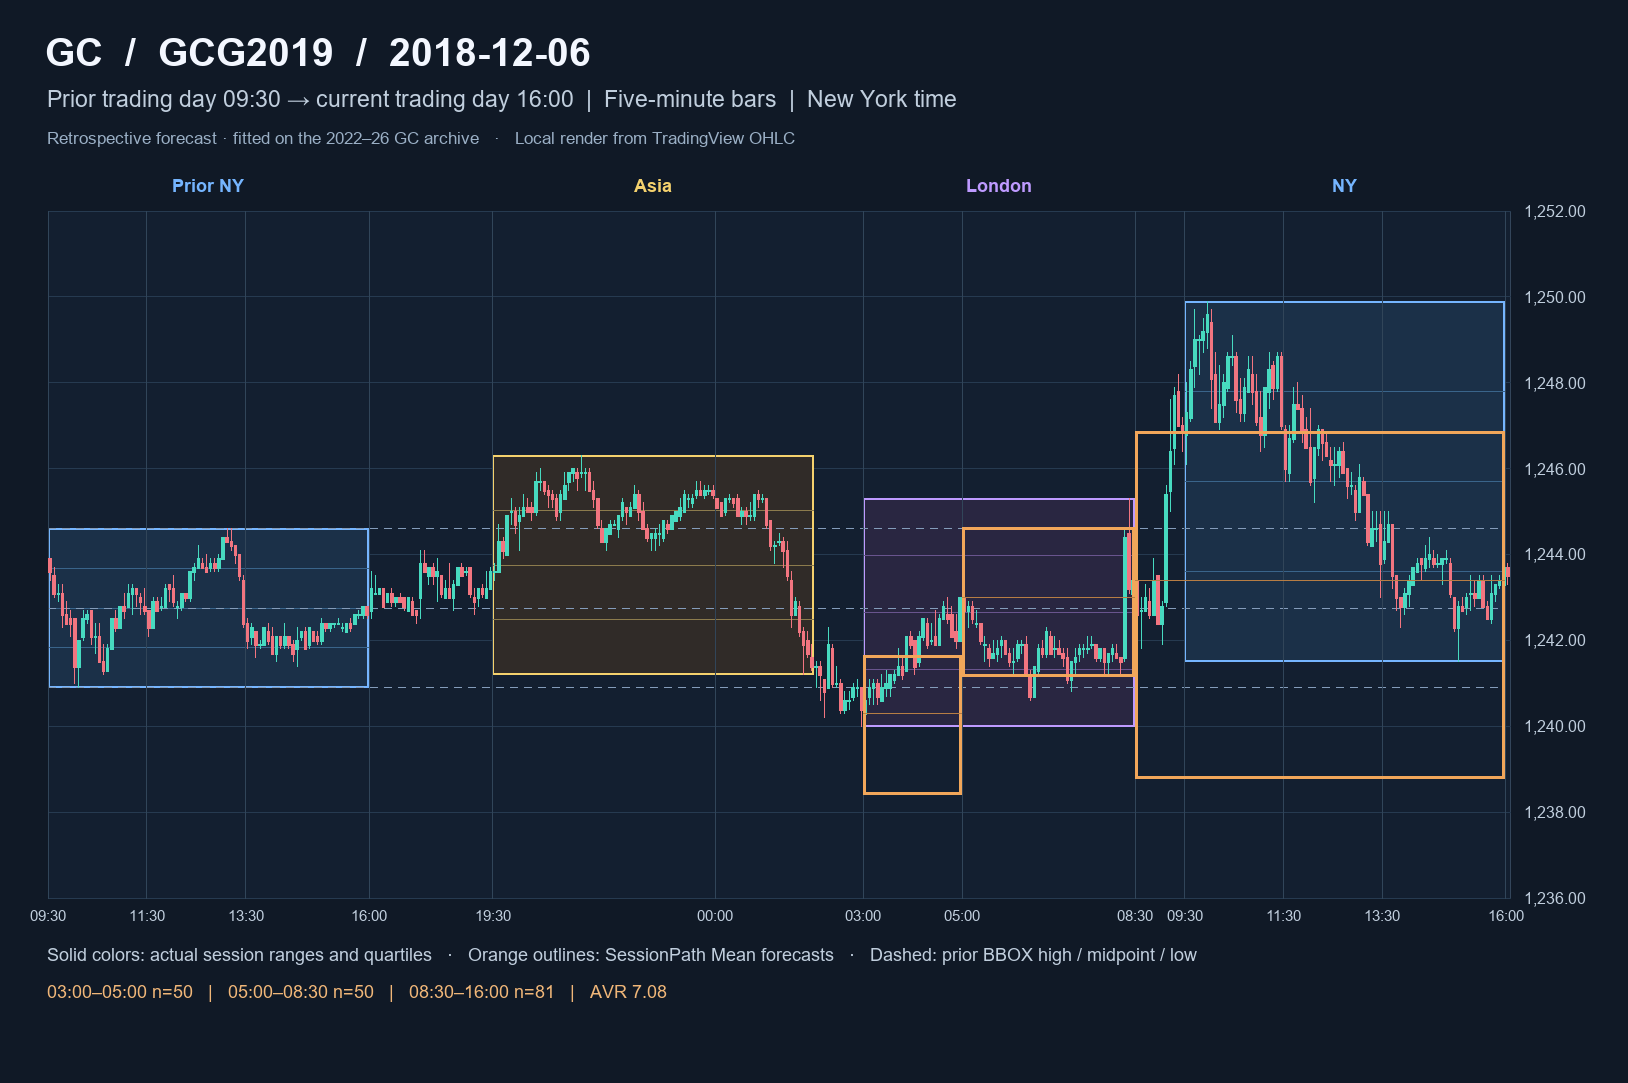 GC / GCG2019 / 2018-12-06
Prior trading day 09:30 → current trading day 16:00 | Five-minute bars | New York time
Retrospective forecast · fitted on the 2022–26 GC archive · Local render from TradingView OHLC
Prior NY Asia London NY
1,252.00
1,250.00
1,248.00
1,246.00
1,244.00
1,242.00
1,240.00
1,238.00
1,236.00
09:30 11:30 13:30 16:00 19:30 00:00 03:00 05:00 08:30 09:30 11:30 13:30 16:00
Solid colors: actual session ranges and quartiles · Orange outlines: SessionPath Mean forecasts · Dashed: prior BBOX high / midpoint / low
03:00–05:00 n=50 | 05:00–08:30 n=50 | 08:30–16:00 n=81 | AVR 7.08